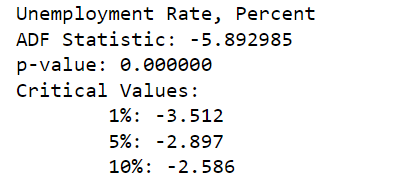 Unemployment Rate, Percent
ADF Statistic: -5.892985
p-value: 0.000000
Critical Values:
1%: -3.512
5%: -2.897
10%: -2.586